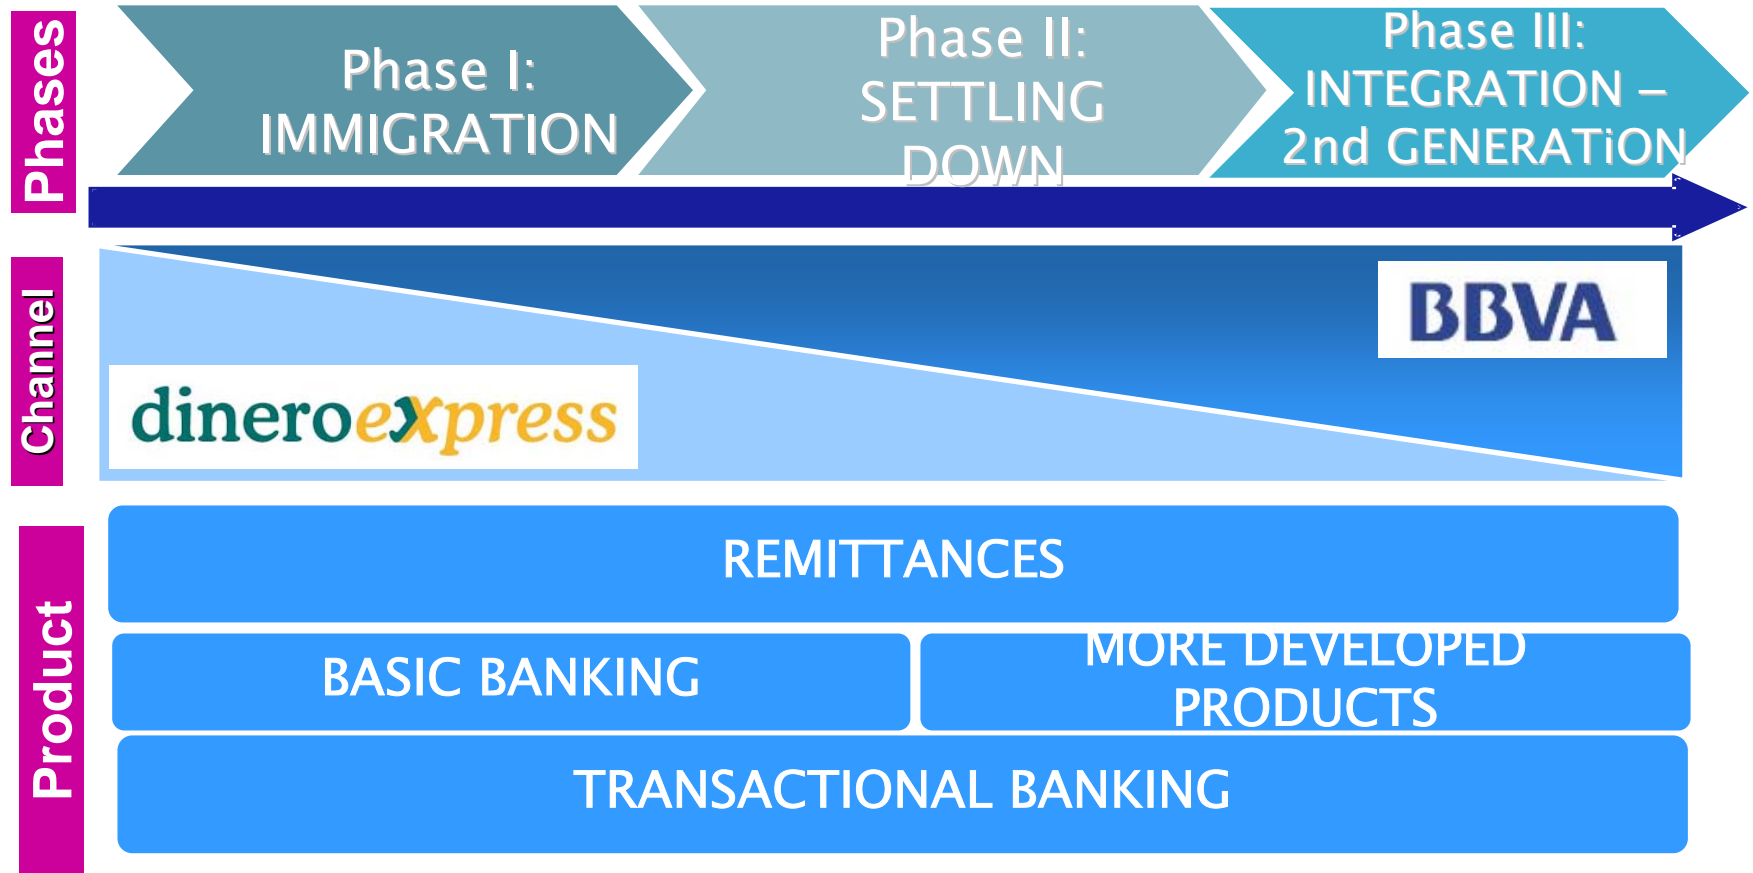 Phases
Phase I:
IMMIGRATION
Phase II:
SETTLING
DOWN
Phase III:
INTEGRATION –
2nd GENERATiON
Channel
BBVA
dineroexpress
Product
REMITTANCES
BASIC BANKING
MORE DEVELOPED
PRODUCTS
TRANSACTIONAL BANKING